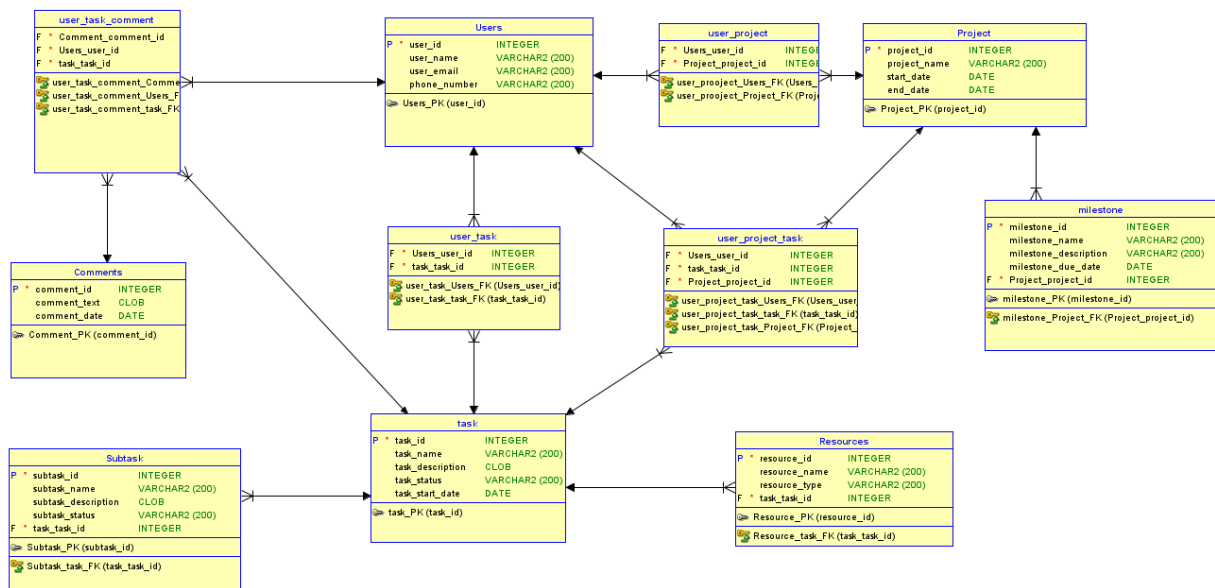 user_task_comment
F * Comment_comment_id
F * Users_user_id
F * task_task_id
user_task_comment_Comme
user_task_comment_Users_F
user_task_comment_task_FK
Users
P * user_id INTEGER
user_name VARCHAR2 (200)
user_email VARCHAR2 (200)
phone_number VARCHAR2 (200)
Users_PK (user_id)
user_project
F * Users_user_id INTEGE
F * Project_project_id INTEGE
user_prooject_Users_FK (Users_
user_prooject_Project_FK (Proj
Project
P * project_id INTEGER
project_name VARCHAR2 (200)
start_date DATE
end_date DATE
Project_PK (project_id)
Comments
P * comment_id INTEGER
comment_text CLOB
comment_date DATE
Comment_PK (comment_id)
user_task
F * Users_user_id INTEGER
F * task_task_id INTEGER
user_task_Users_FK (Users_user_id)
user_task_task_FK (task_task_id)
user_project_task
F * Users_user_id INTEGER
F * task_task_id INTEGER
F * Project_project_id INTEGER
user_project_task_Users_FK (Users_user
user_project_task_task_FK (task_task_id)
user_project_task_Project_FK (Project_
milestone
P * milestone_id INTEGER
milestone_name VARCHAR2 (200)
milestone_description VARCHAR2 (200)
milestone_due_date DATE
F * Project_project_id INTEGER
milestone_PK (milestone_id)
milestone_Project_FK (Project_project_id)
Subtask
P * subtask_id INTEGER
subtask_name VARCHAR2 (200)
subtask_description CLOB
subtask_status VARCHAR2 (200)
F * task_task_id INTEGER
Subtask_PK (subtask_id)
Subtask_task_FK (task_task_id)
task
P * task_id INTEGER
task_name VARCHAR2 (200)
task_description CLOB
task_status VARCHAR2 (200)
task_start_date DATE
task_PK (task_id)
Resources
P * resource_id INTEGER
resource_name VARCHAR2 (200)
resource_type VARCHAR2 (200)
F * task_task_id INTEGER
Resource_PK (resource_id)
Resource_task_FK (task_task_id)